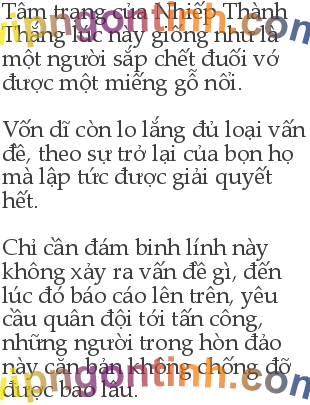 Tâm trạng của Nhiếp Thành
Thắng lúc này giống như là
một người sắp chết đuối vớ
được một miếng gỗ nổi.
Vốn dĩ còn lo lắng đủ loại vấn
đề, theo sự trở lại của bọn họ
mà lập tức được giải quyết
hết.
Chỉ cần đám binh lính này
không xảy ra vấn đề gì, đến
lúc đó báo cáo lên trên, yêu
cầu quân đội tới tấn công,
những người trong hòn đảo
này căn bản không chống đỡ
được bao lâu.
vipngontinh.com
vipngontinh.com